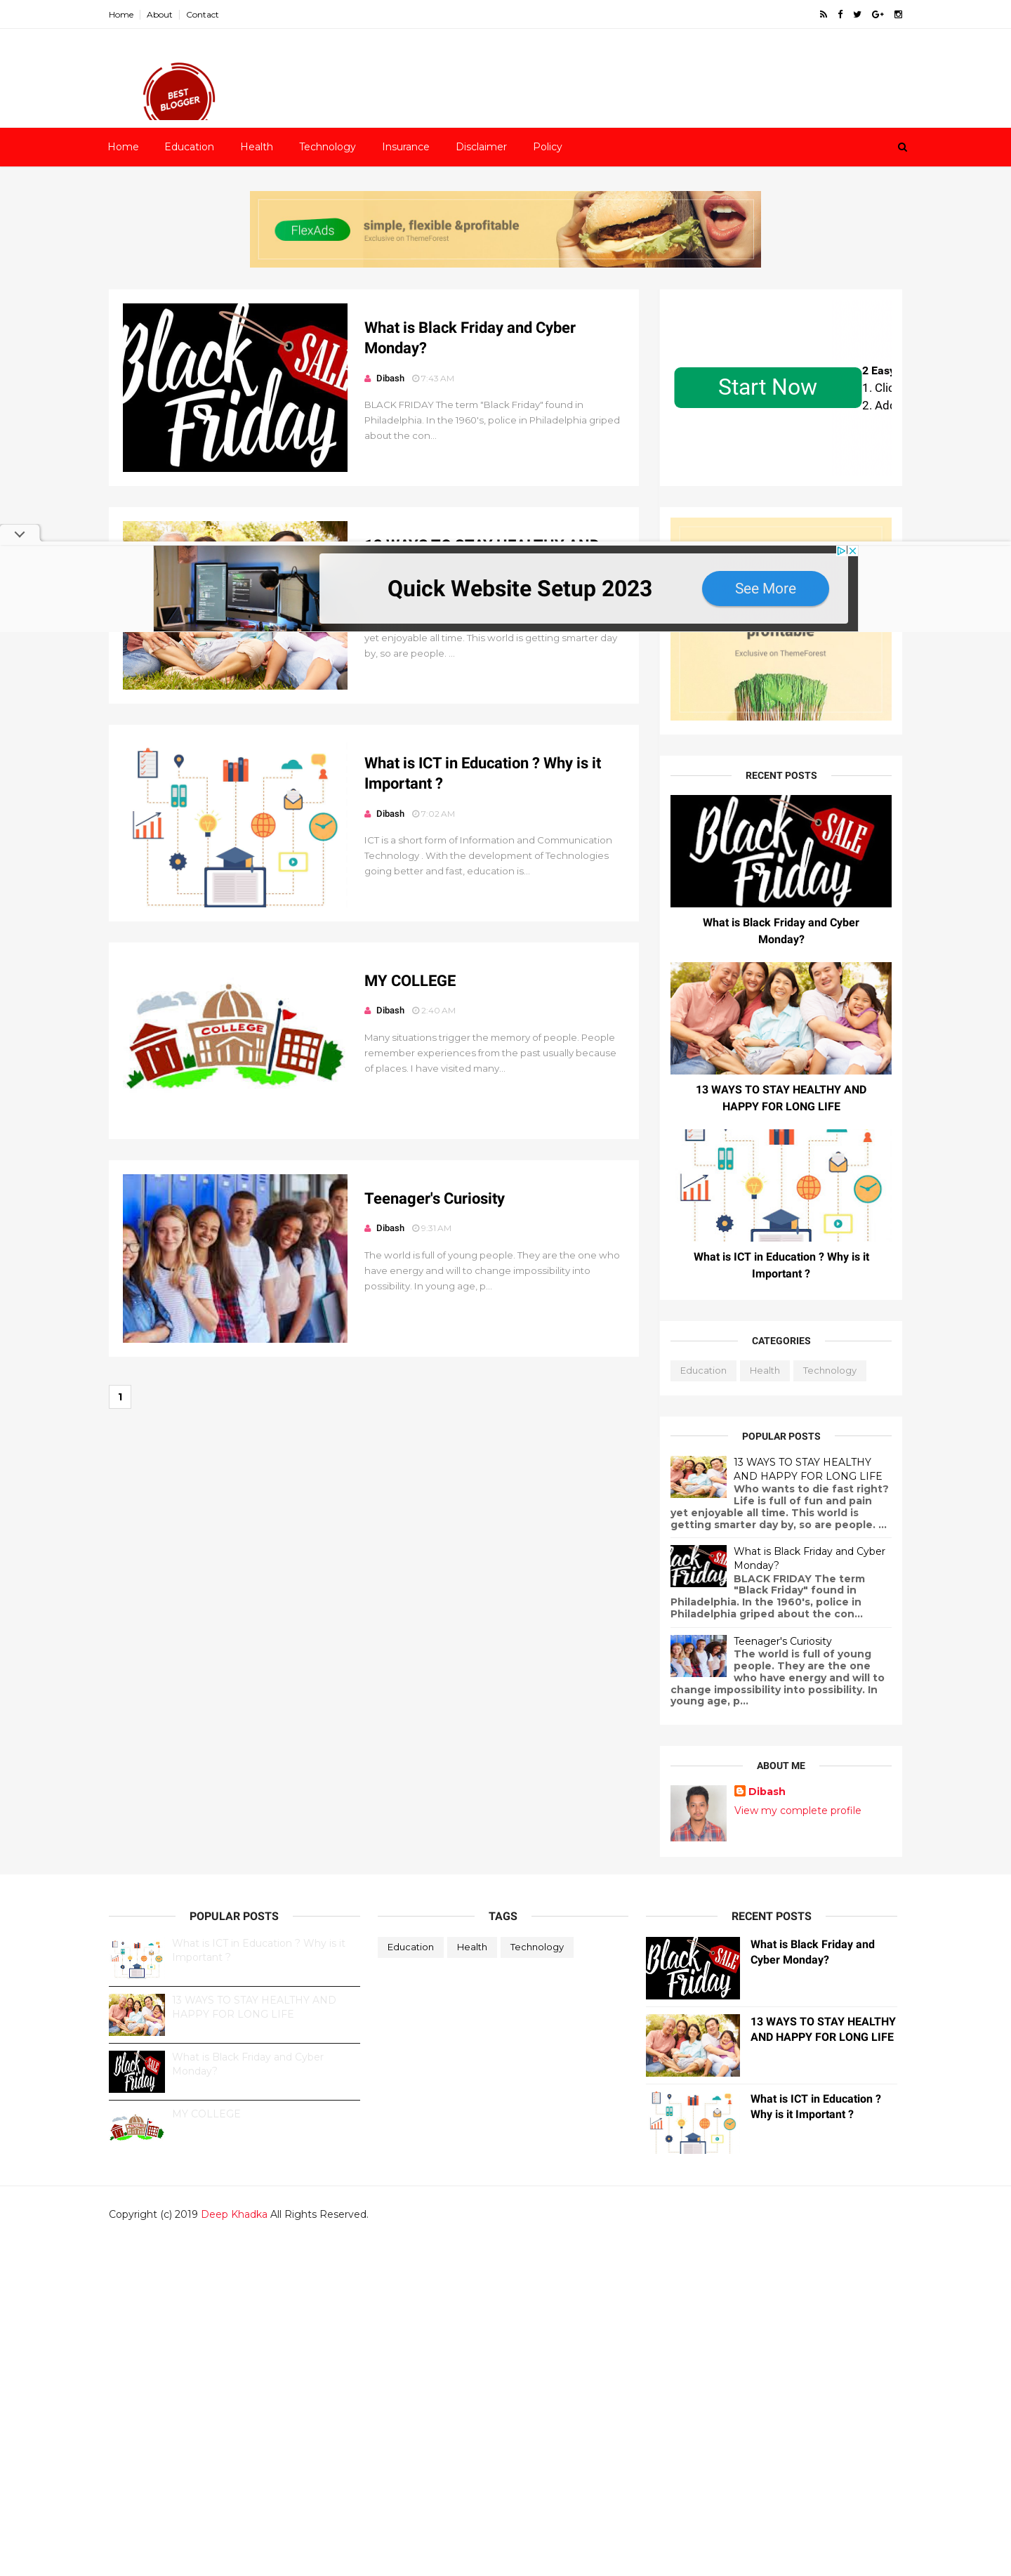 Home
About
Contact
BEST
BLOGGER
Home
Education
Health
Technology
Insurance
Disclaimer
Policy
FlexAds
simple, flexible &profitable
Exclusive on ThemeForest
Black
SALE
Friday
What is Black Friday and Cyber
Monday?
Dibash 7:43 AM
BLACK FRIDAY The term "Black Friday" found in
Philadelphia. In the 1960's, police in Philadelphia griped
about the con...
Start Now
2 Easy
1. Clic
2. Add
13 WAYS TO STAY HEALTHY AND
Quick Website Setup 2023
See More
yet enjoyable all time. This world is getting smarter day
by, so are people. ...
profitable
Exclusive on ThemeForest
What is ICT in Education ? Why is it
Important ?
Dibash 7:02 AM
ICT is a short form of Information and Communication
Technology . With the development of Technologies
going better and fast, education is...
COLLEGE
MY COLLEGE
Dibash 2:40 AM
Many situations trigger the memory of people. People
remember experiences from the past usually because
of places. I have visited many...
Teenager's Curiosity
Dibash 9:31 AM
The world is full of young people. They are the one who
have energy and will to change impossibility into
possibility. In young age, p...
1
RECENT POSTS
Black
SALE
Friday
What is Black Friday and Cyber
Monday?
13 WAYS TO STAY HEALTHY AND
HAPPY FOR LONG LIFE
What is ICT in Education ? Why is it
Important ?
CATEGORIES
Education
Health
Technology
POPULAR POSTS
13 WAYS TO STAY HEALTHY
AND HAPPY FOR LONG LIFE
Who wants to die fast right?
Life is full of fun and pain
yet enjoyable all time. This world is
getting smarter day by, so are people. ...
Black
Friday
What is Black Friday and Cyber
Monday?
BLACK FRIDAY The term
"Black Friday" found in
Philadelphia. In the 1960's, police in
Philadelphia griped about the con...
Teenager's Curiosity
The world is full of young
people. They are the one
who have energy and will to
change impossibility into possibility. In
young age, p...
ABOUT ME
Dibash
View my complete profile
POPULAR POSTS
What is ICT in Education ? Why is it
Important ?
13 WAYS TO STAY HEALTHY AND
HAPPY FOR LONG LIFE
Black
Friday
What is Black Friday and Cyber
Monday?
MY COLLEGE
TAGS
Education
Health
Technology
RECENT POSTS
Black
SALE
Friday
What is Black Friday and
Cyber Monday?
13 WAYS TO STAY HEALTHY
AND HAPPY FOR LONG LIFE
What is ICT in Education ?
Why is it Important ?
Copyright (c) 2019 Deep Khadka All Rights Reserved.